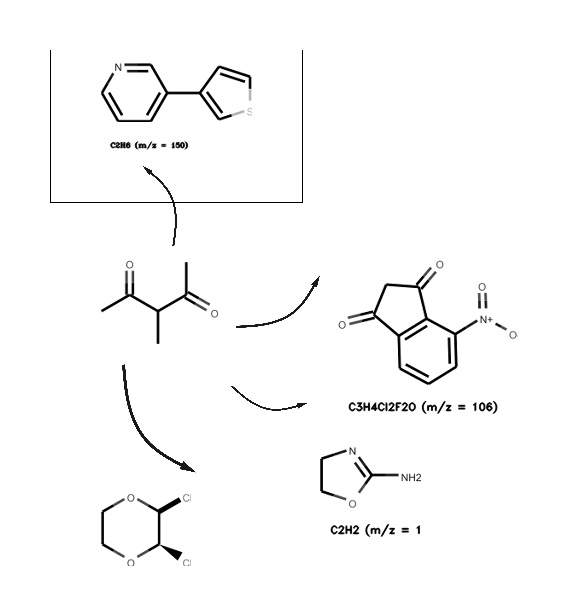 N
S
C2H6 (m/z = 150)
O
O
O
O
O
N+
O
C3H4Cl2F2O (m/z = 106)
N
NH2
O
C2H2 (m/z = 1
O
Cl
O
Cl